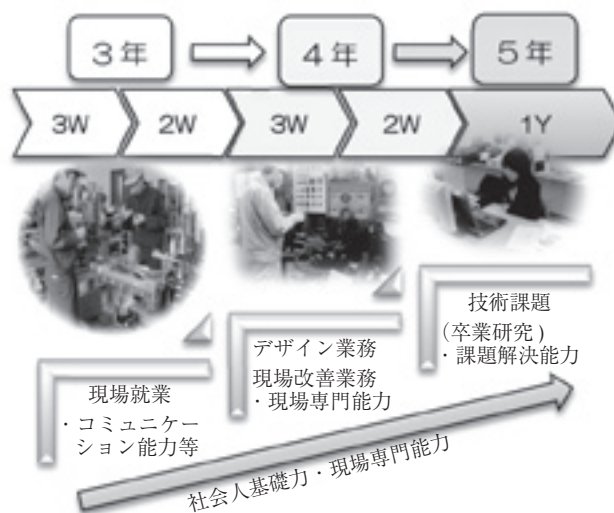 3年
4年
5年
3W
2W
3W
2W
1Y
現場就業
・コミュニケー
ション能力等
デザイン業務
現場改善業務
・現場専門能力
技術課題
(卒業研究)
・課題解決能力
社会人基礎力・現場専門能力